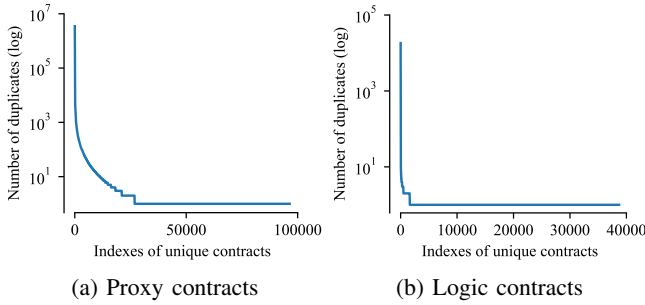 Number of duplicates (log)
10^7
10^5
10^3
10^1
0
50000
100000
Indexes of unique contracts
(a) Proxy contracts
Number of duplicates (log)
10^5
10^3
10^1
0
10000
20000
30000
40000
Indexes of unique contracts
(b) Logic contracts